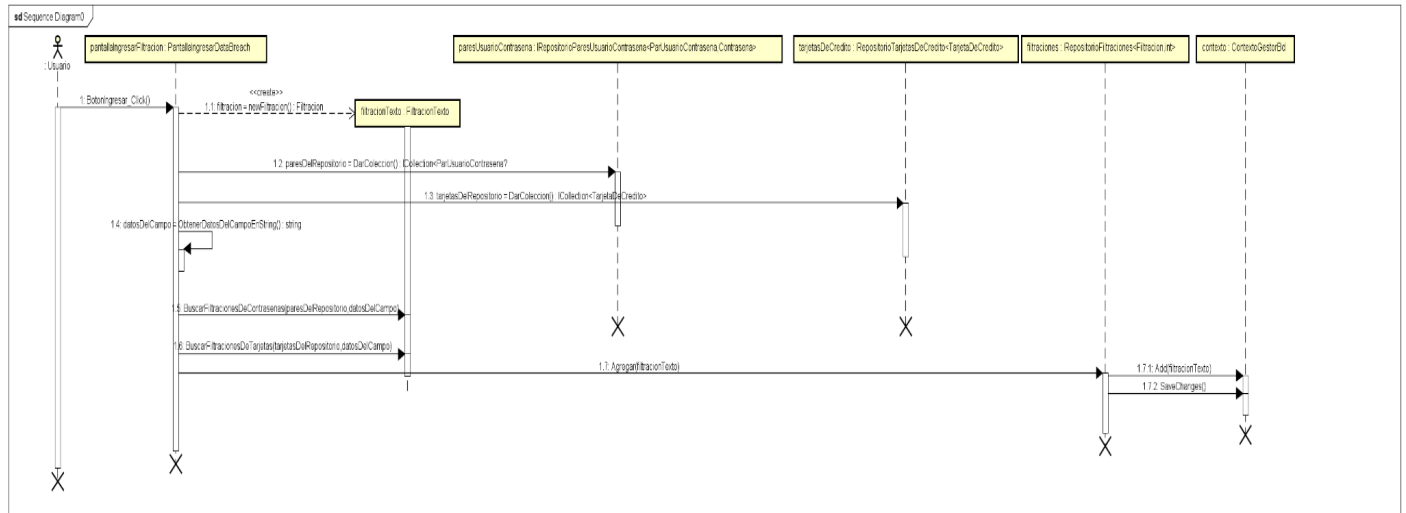 sd Sequence Diagram0
: Usuario
pantallaIngresarFiltracion : PantallaIngresarDataBreach
paresUsuarioContrasena : IRepositorioParesUsuarioContrasena<ParUsuarioContrasena,Contrasena>
tarjetasDeCredito : IRepositorioTarjetasDeCredito<TarjetaDeCredito>
filtraciones : RepositorioFiltraciones<Filtracion,int>
contexto : ContextoGestorBd
1: BotonIngresar_Click()
<<create>>
1.1: filtracion = newFiltracion() : Filtracion
filtracionTexto : FiltracionTexto
1.2: paresDelRepositorio = DarColeccion() : ICollection<ParUsuarioContrasena?
1.3: tarjetasDelRepositorio = DarColeccion() : ICollection<TarjetaDeCredito>
1.4: datosDelCampo = ObtenerDatosDelCampoEnString() : string
1.5: BuscarFiltracionesDeContrasenas(paresDelRepositorio,datosDelCampo)
1.6: BuscarFiltracionesDeTarjetas(tarjetasDelRepositorio,datosDelCampo)
1.7: Agregar(filtracionTexto)
1.7.1: Add(filtracionTexto)
1.7.2: SaveChanges()